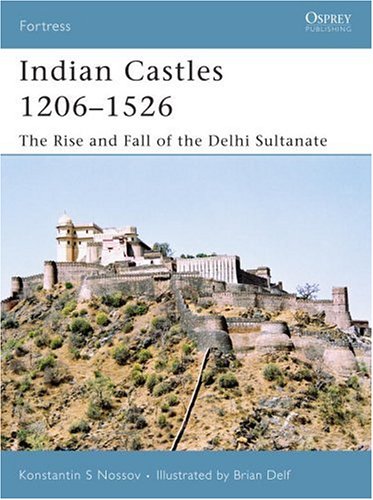 Fortress
OSPREY
PUBLISHING
Indian Castles
1206–1526
The Rise and Fall of the Delhi Sultanate
Konstantin S Nossov · Illustrated by Brian Delf